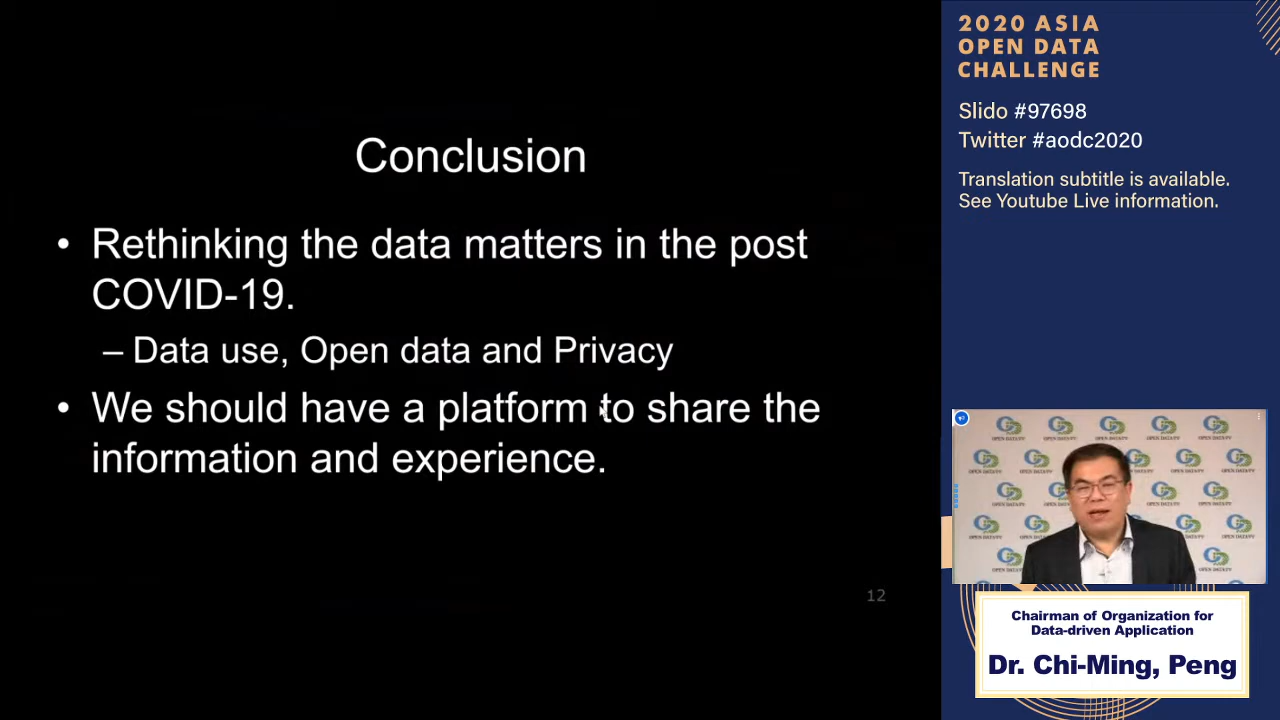 Conclusion
• Rethinking the data matters in the post
COVID-19.
– Data use, Open data and Privacy
• We should have a platform to share the
information and experience.
12
2020 ASIA
OPEN DATA
CHALLENGE
Slido #97698
Twitter #aodc2020
Translation subtitle is available.
See Youtube Live information.
Chairman of Organization for
Data-driven Application
Dr. Chi-Ming, Peng